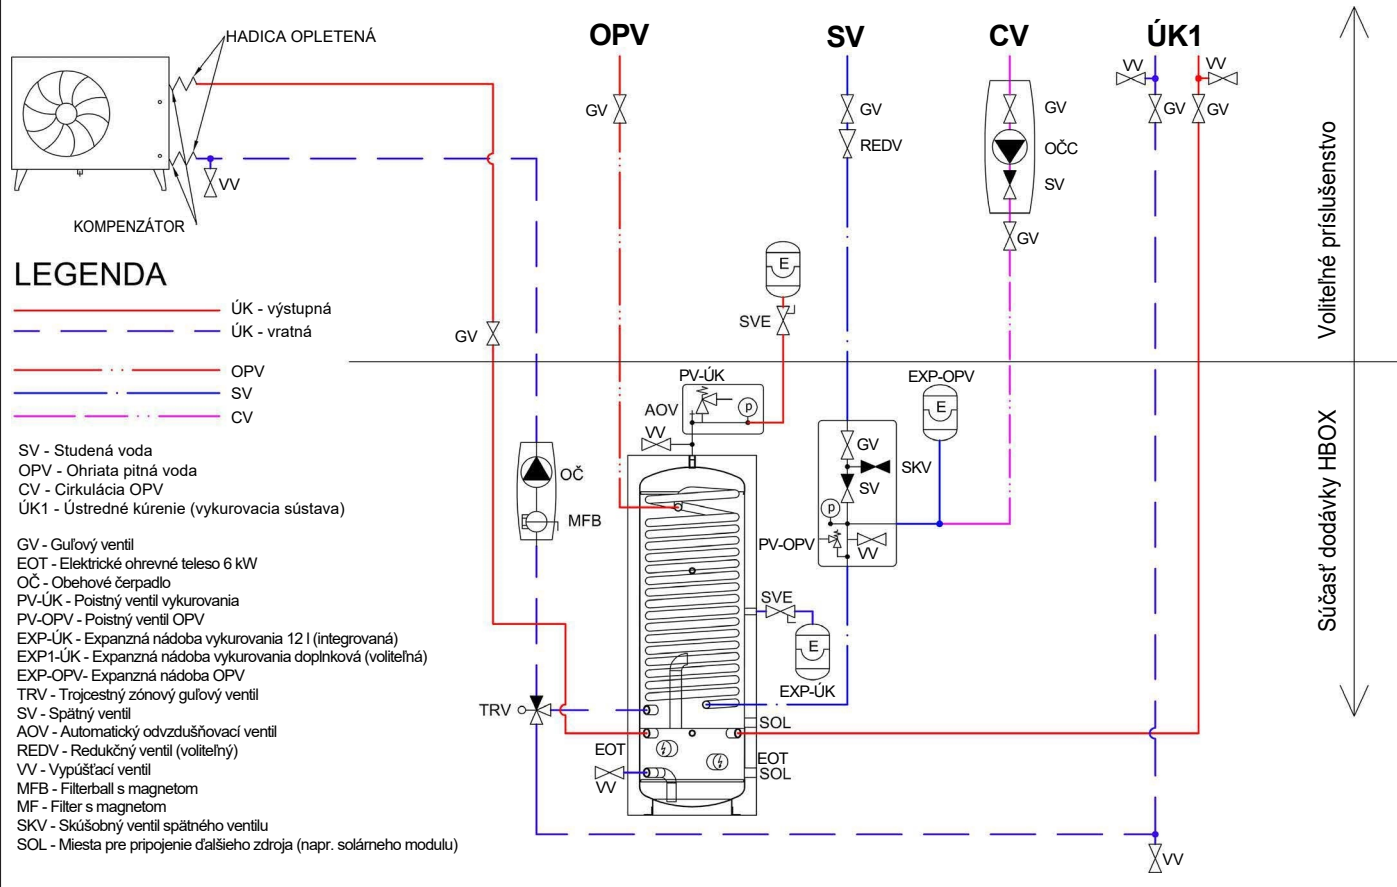 HADICA OPLETENÁ
OPV
SV
CV
ÚK1
VV
VV
GV
GV
GV
GV
GV
REDV
OČC
SV
GV
VV
KOMPENZÁTOR
LEGENDA
ÚK - výstupná
ÚK - vratná
OPV
SV
CV
E
SVE
GV
Voliteľné príslušenstvo
Súčasť dodávky HBOX
PV-ÚK
AOV
p
VV
EXP-OPV
E
GV
SKV
SV
p
PV-OPV
VV
OČ
MFB
SVE
E
EXP-ÚK
TRV
SOL
EOT
EOT
SOL
VV
VV
SV - Studená voda
OPV - Ohriata pitná voda
CV - Cirkulácia OPV
ÚK1 - Ústredné kúrenie (vykurovacia sústava)
GV - Guľový ventil
EOT - Elektrické ohrevné teleso 6 kW
OČ - Obehové čerpadlo
PV-ÚK - Poistný ventil vykurovania
PV-OPV - Poistný ventil OPV
EXP-ÚK - Expanzná nádoba vykurovania 12 l (integrovaná)
EXP1-ÚK - Expanzná nádoba vykurovania doplnková (voliteľná)
EXP-OPV- Expanzná nádoba OPV
TRV - Trojcestný zónový guľový ventil
SV - Spätný ventil
AOV - Automatický odvzdušňovací ventil
REDV - Redukčný ventil (voliteľný)
VV - Vypúšťací ventil
MFB - Filterball s magnetom
MF - Filter s magnetom
SKV - Skúšobný ventil spätného ventilu
SOL - Miesta pre pripojenie ďalšieho zdroja (napr. solárneho modulu)